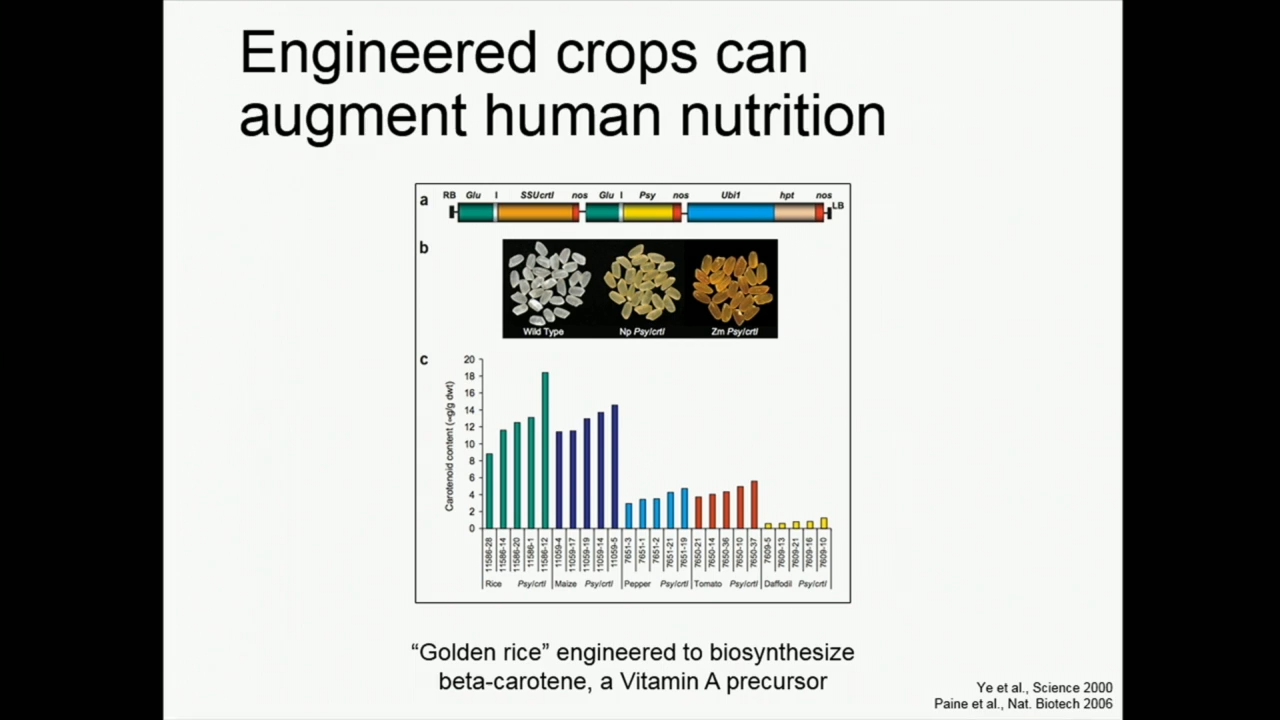 Engineered crops can
augment human nutrition
a
RB Glu I SSUcrtI nos Glu I Psy nos Ubi1 hpt nos LB
b
Wild Type Np Psy/crtI Zm Psy/crtI
c
Carotenoid content (∞g/g dwt)
20
18
16
14
12
10
8
6
4
2
0
11586-28 11586-14 11586-20 11586-1 11586-12 11059-4 11059-17 11059-19 11059-14 11059-5 7651-3 7651-1 7651-2 7651-21 7651-19 7650-21 7650-14 7650-36 7650-10 7650-37 7609-5 7609-13 7609-21 7609-16 7609-10
Rice Psy/crtI Maize Psy/crtI Pepper Psy/crtI Tomato Psy/crtI Daffodil Psy/crtI
“Golden rice” engineered to biosynthesize
beta-carotene, a Vitamin A precursor
Ye et al., Science 2000
Paine et al., Nat. Biotech 2006